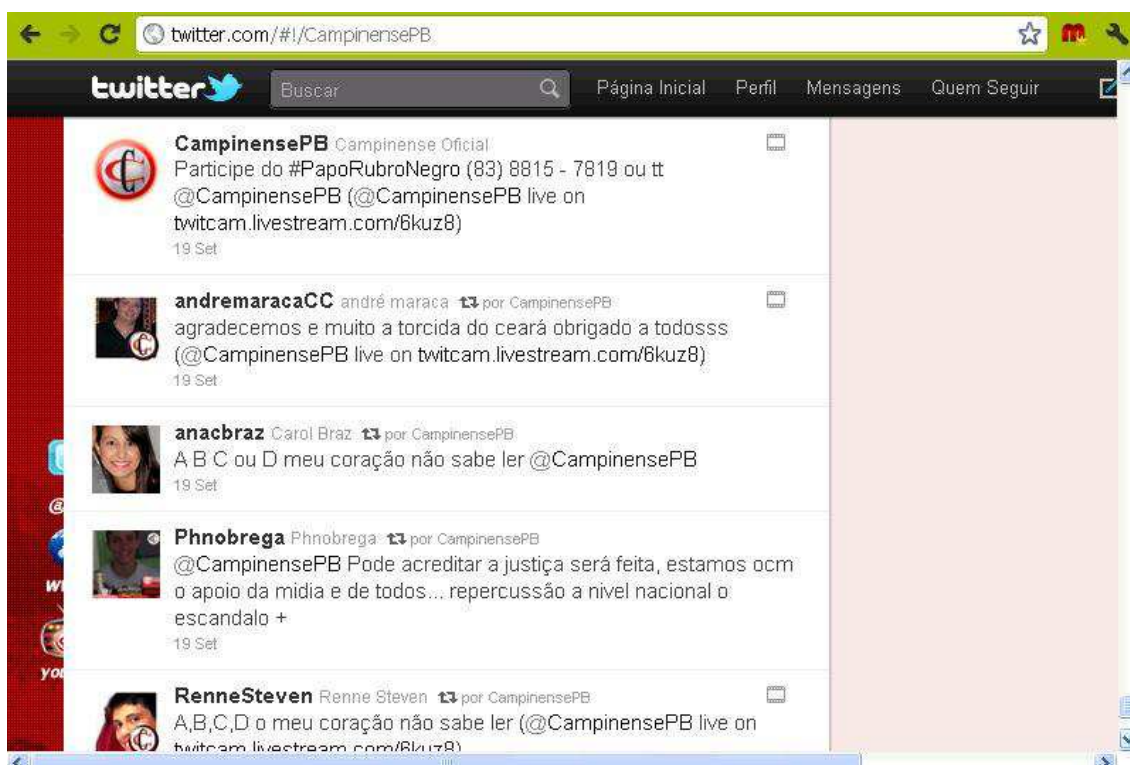 twitter.com/#!/CampinensePB
twitter Buscar Página Inicial Perfil Mensagens Quem Seguir
CampinensePB Campinense Oficial
Participe do #PapoRubroNegro (83) 8815 - 7819 ou tt
@CampinensePB (@CampinensePB live on
twitcam.livestream.com/6kuz8)
19 Set
andremaracaCC andré maraca por CampinensePB
agradecemos e muito a torcida do ceará obrigado a todosss
(@CampinensePB live on twitcam.livestream.com/6kuz8)
19 Set
anacbraz Carol Braz por CampinensePB
A B C ou D meu coração não sabe ler @CampinensePB
19 Set
Phnobrega Phnobrega por CampinensePB
@CampinensePB Pode acreditar a justiça será feita, estamos ocm
o apoio da midia e de todos... repercussão a nivel nacional o
escandalo +
19 Set
RenneSteven Renne Steven por CampinensePB
A,B,C,D o meu coração não sabe ler (@CampinensePB live on
twitcam.livestream.com/6kuz8)